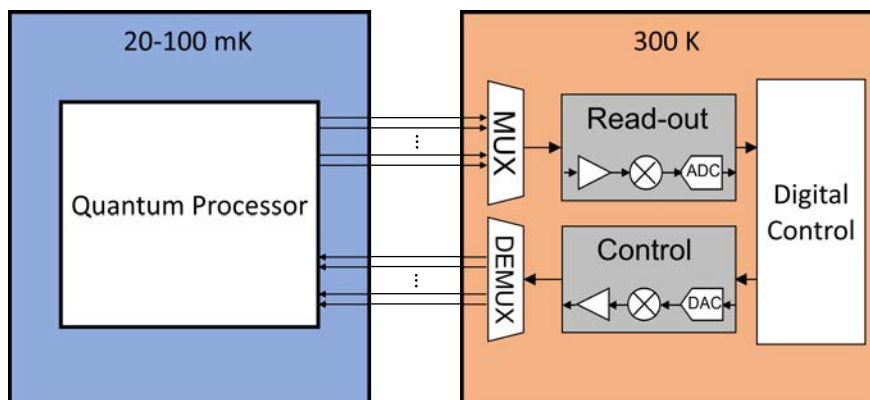 20-100 mK
300 K
Quantum Processor
MUX
Read-out
ADC
DEMUX
Control
DAC
Digital
Control